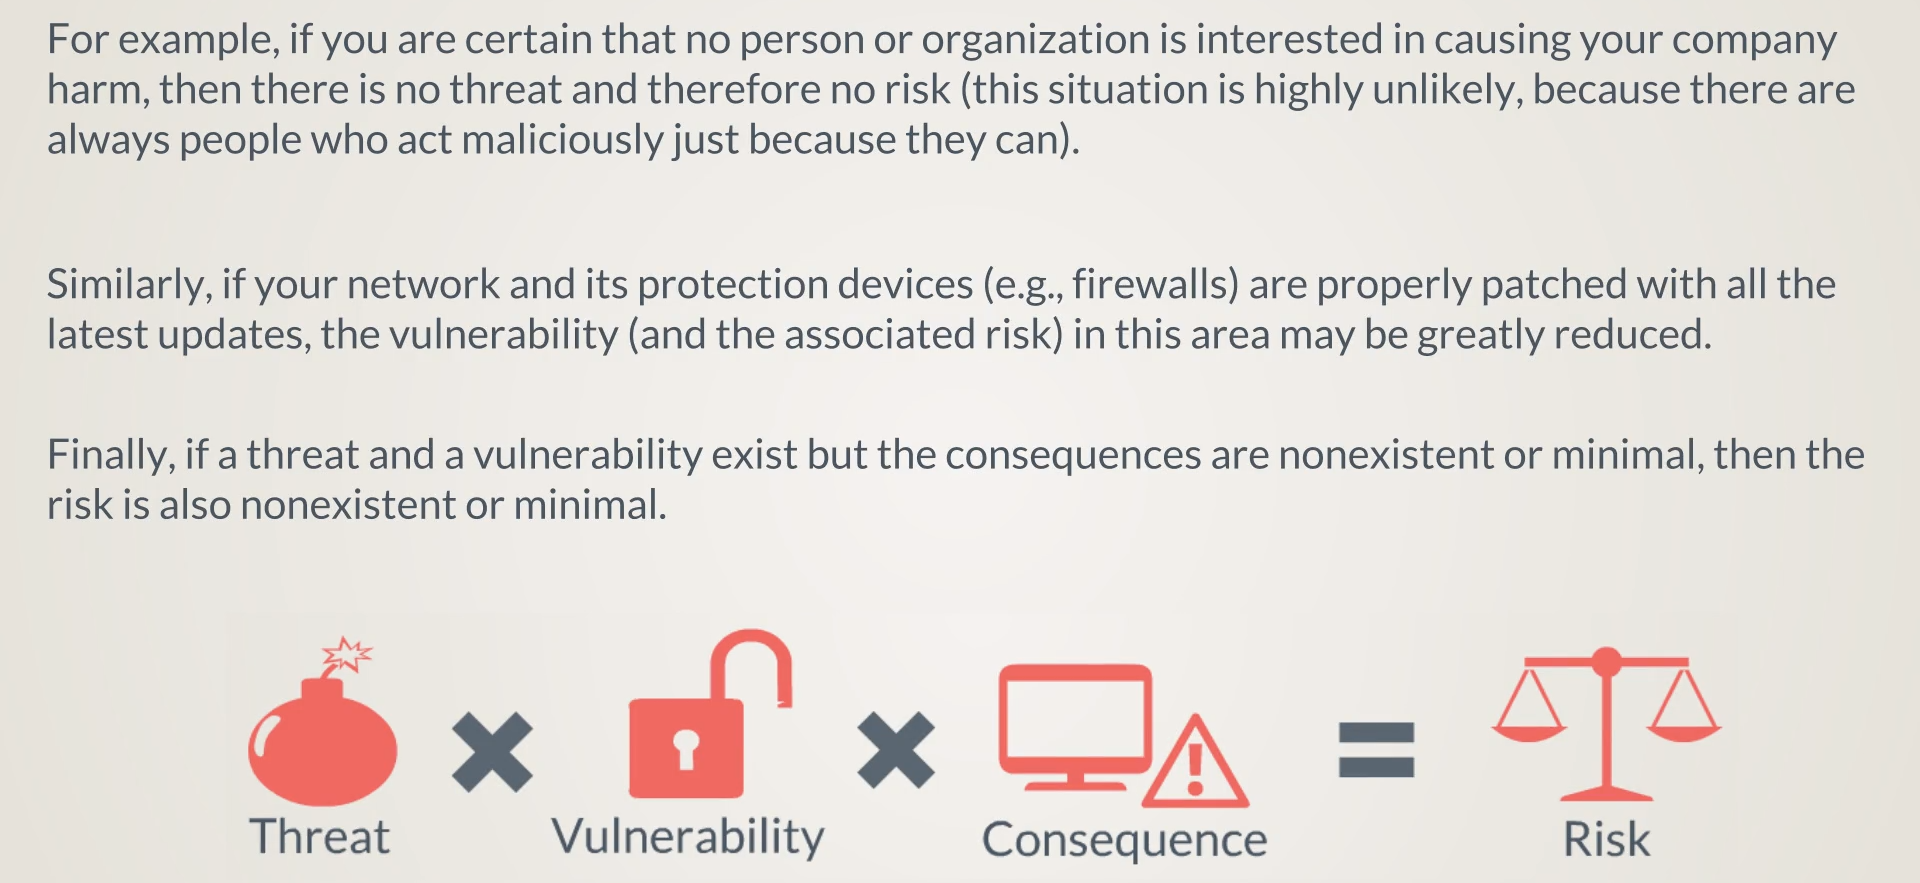 For example, if you are certain that no person or organization is interested in causing your company
harm, then there is no threat and therefore no risk (this situation is highly unlikely, because there are
always people who act maliciously just because they can).
Similarly, if your network and its protection devices (e.g., firewalls) are properly patched with all the
latest updates, the vulnerability (and the associated risk) in this area may be greatly reduced.
Finally, if a threat and a vulnerability exist but the consequences are nonexistent or minimal, then the
risk is also nonexistent or minimal.
Threat Vulnerability Consequence Risk